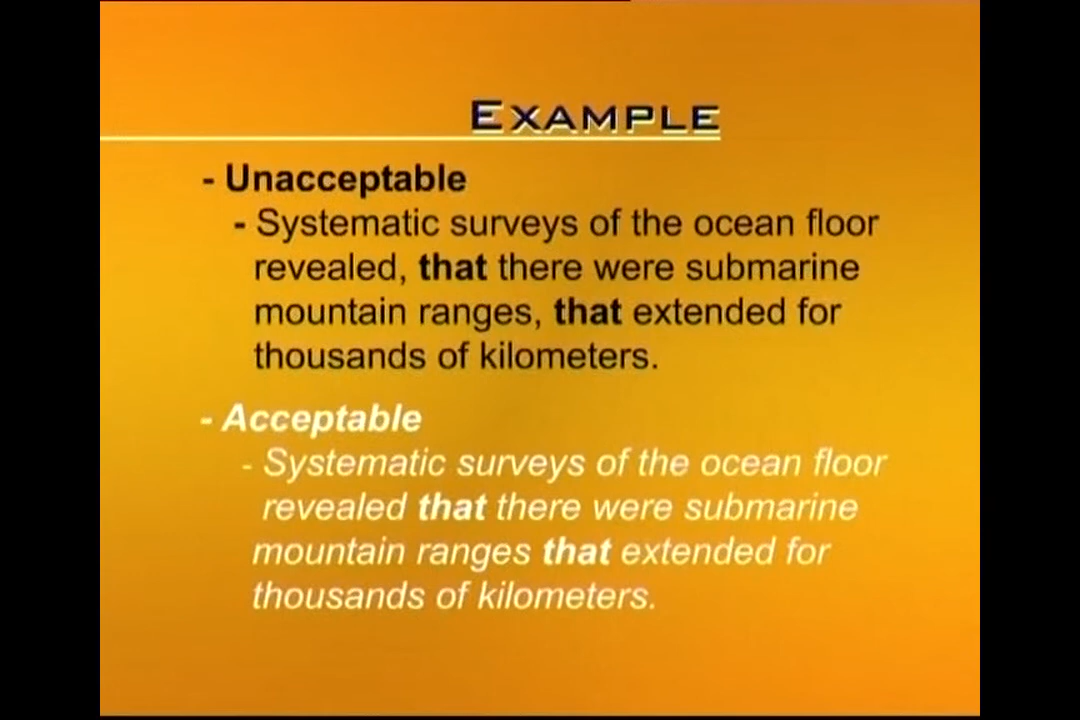 EXAMPLE
- Unacceptable
- Systematic surveys of the ocean floor
revealed, that there were submarine
mountain ranges, that extended for
thousands of kilometers.
- Acceptable
- Systematic surveys of the ocean floor
revealed that there were submarine
mountain ranges that extended for
thousands of kilometers.